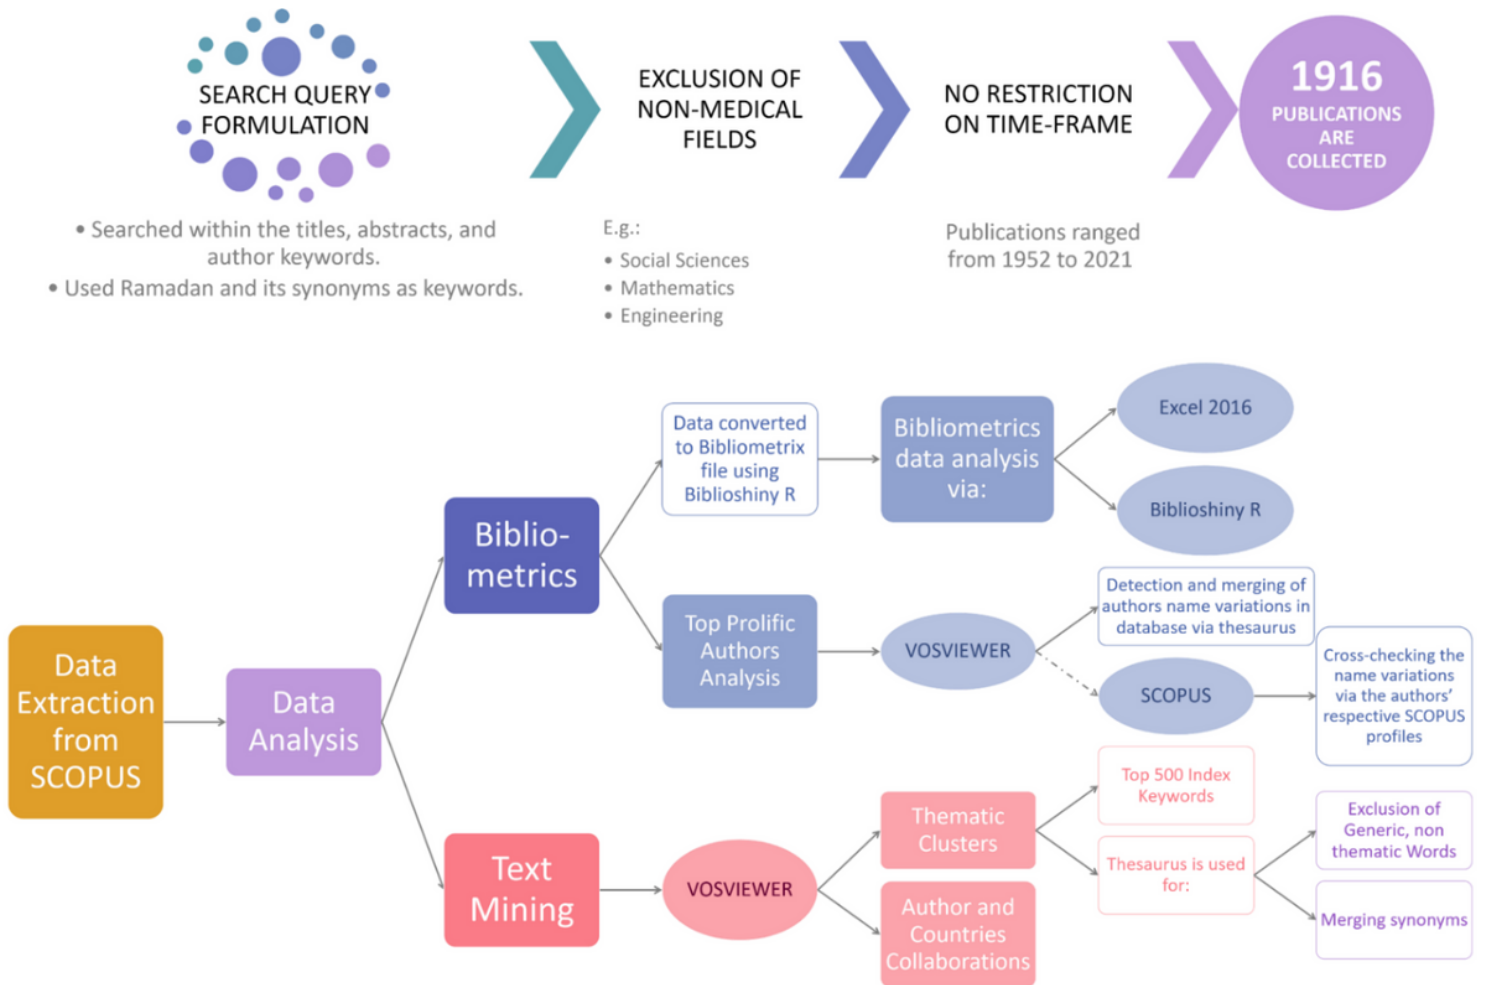 SEARCH QUERY
FORMULATION
• Searched within the titles, abstracts, and
author keywords.
• Used Ramadan and its synonyms as keywords.
EXCLUSION OF
NON-MEDICAL
FIELDS
E.g.:
• Social Sciences
• Mathematics
• Engineering
NO RESTRICTION
ON TIME-FRAME
Publications ranged
from 1952 to 2021
1916
PUBLICATIONS
ARE
COLLECTED
Data
Extraction
from
SCOPUS
Data
Analysis
Biblio-
metrics
Data converted
to Bibliometrix
file using
Biblioshiny R
Bibliometrics
data analysis
via:
Excel 2016
Biblioshiny R
Top Prolific
Authors
Analysis
VOSVIEWER
Detection and merging of
authors name variations in
database via thesaurus
SCOPUS
Cross-checking the
name variations
via the authors’
respective SCOPUS
profiles
Text
Mining
VOSVIEWER
Thematic
Clusters
Top 500 Index
Keywords
Thesaurus is used
for:
Exclusion of
Generic, non
thematic Words
Merging synonyms
Author and
Countries
Collaborations